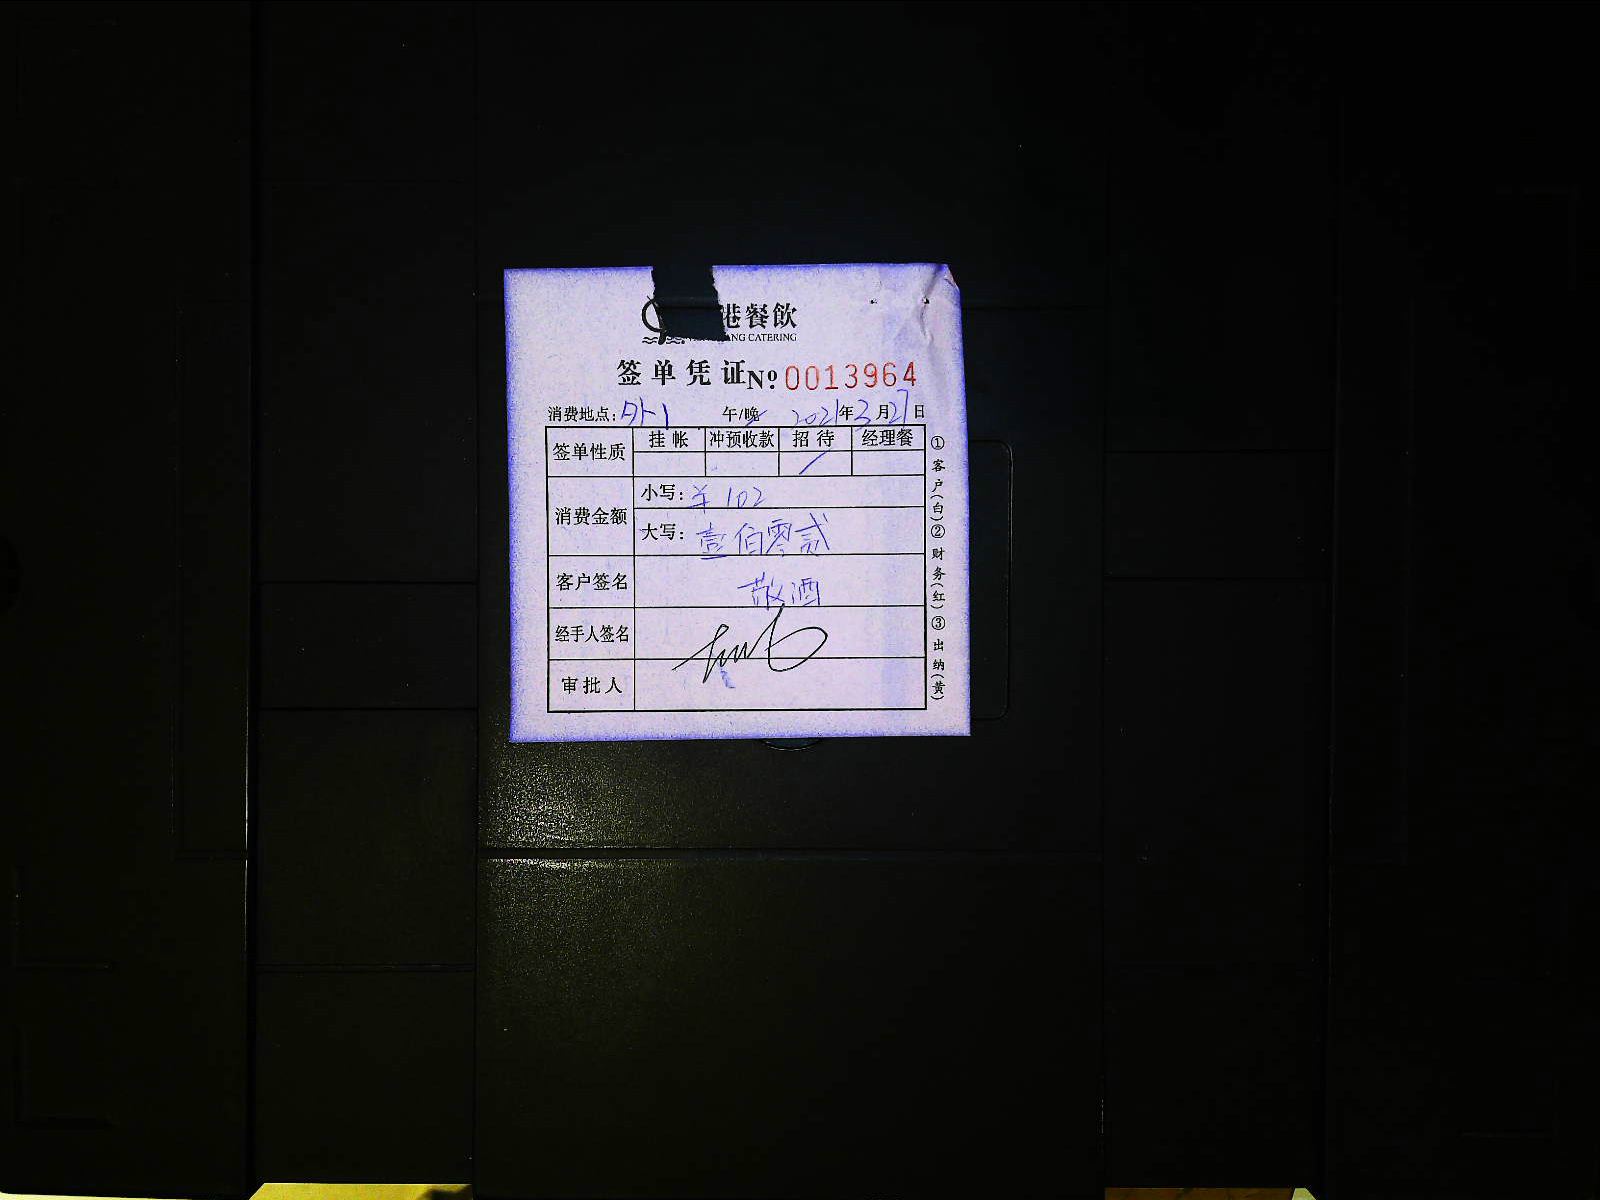 港餐飲
ANG CATERING
签单凭证 No 0013964
消费地点: 外1 午/晚 2021年3月27日
签单性质 挂帐 冲预收款 招待 经理餐
消费金额 小写: ¥ 102
大写: 壹佰零贰
客户签名 敬酒
经手人签名
审批人
①客户(白)②财务(红)③出纳(黄)